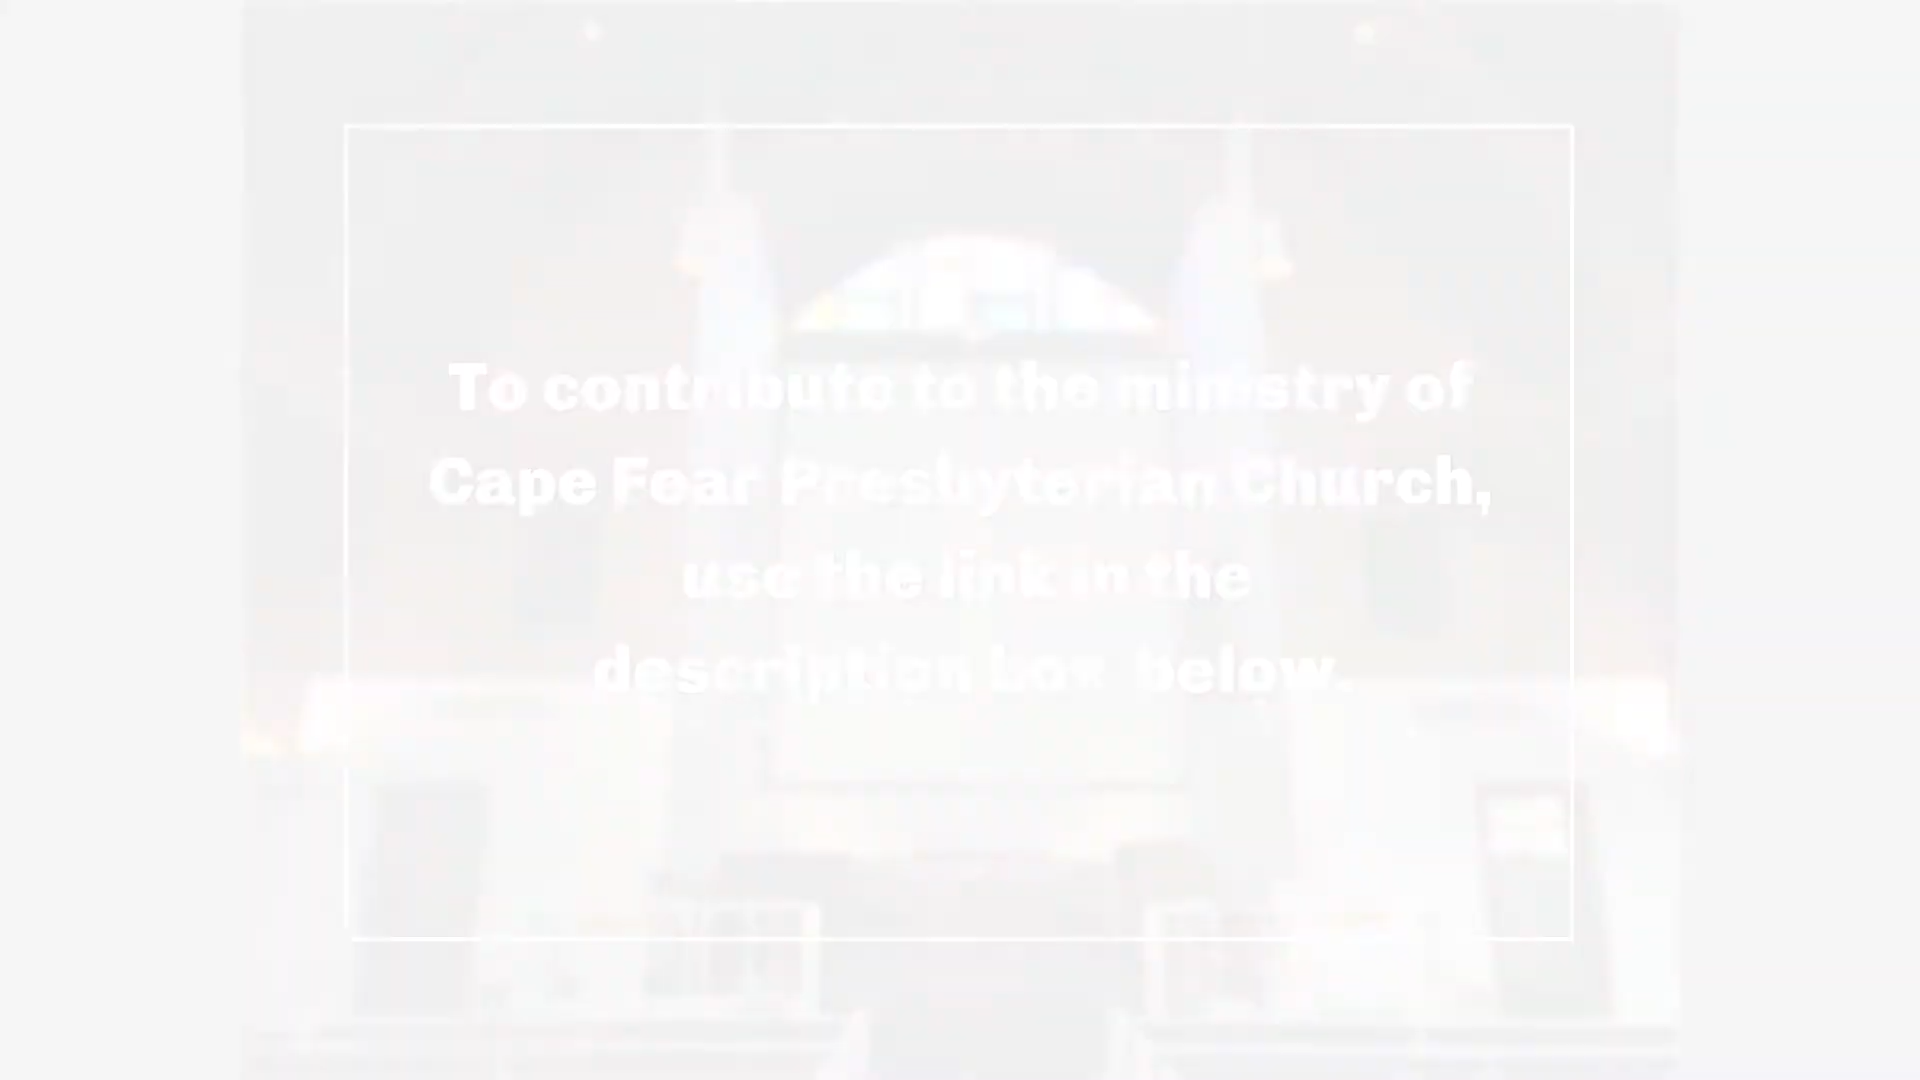 To contribute to the ministry of
Cape Fear Presbyterian Church,
use the link in the
description box below.